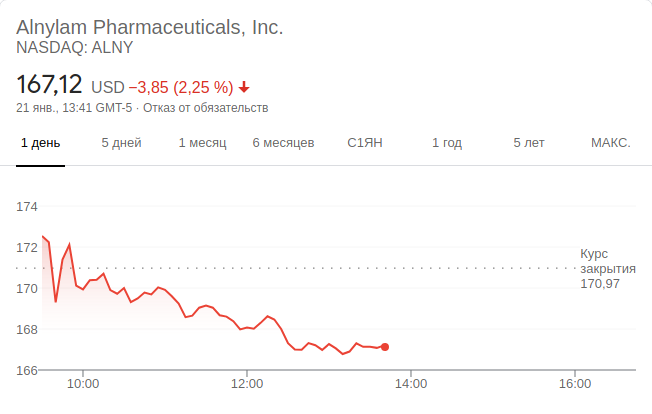 Alnylam Pharmaceuticals, Inc.
NASDAQ: ALNY
167,12 USD −3,85 (2,25 %)
21 янв., 13:41 GMT-5 · Отказ от обязательств
1 день 5 дней 1 месяц 6 месяцев С1ЯН 1 год 5 лет МАКС.
174
172
Курс
закрытия
170,97
170
168
166
10:00 12:00 14:00 16:00